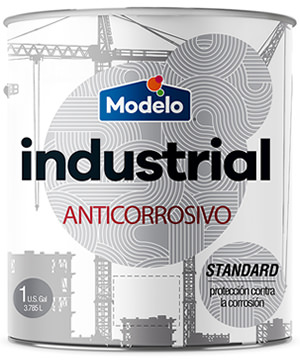 Modelo
industrial
ANTICORROSIVO
1 U.S. Gal
3.785 L
STANDARD
protección contra
la corrosión